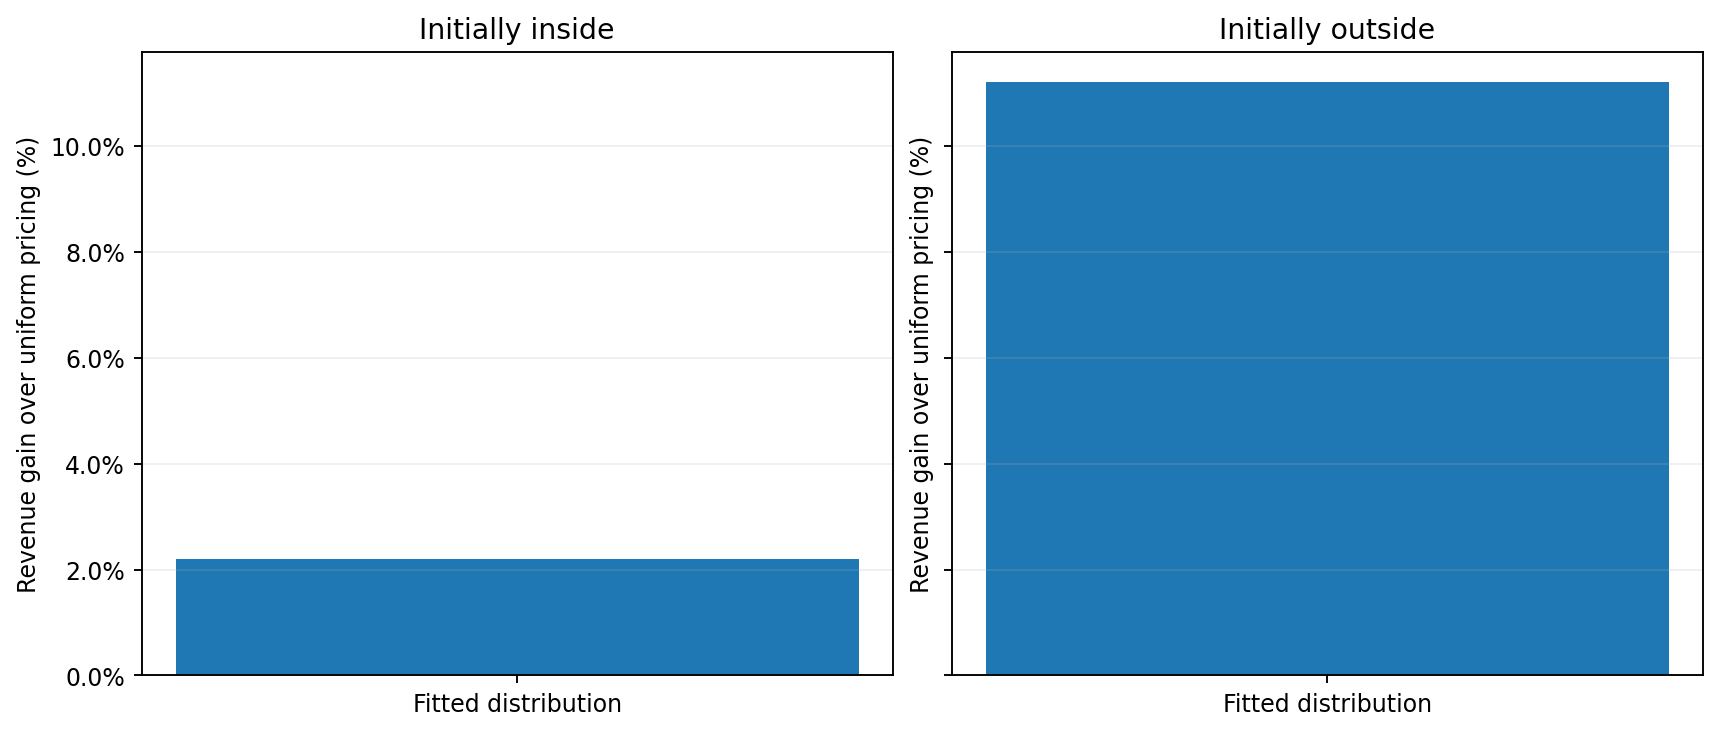 Initially inside
Revenue gain over uniform pricing (%)
10.0%
8.0%
6.0%
4.0%
2.0%
0.0%
Fitted distribution
Initially outside
Revenue gain over uniform pricing (%)
Fitted distribution